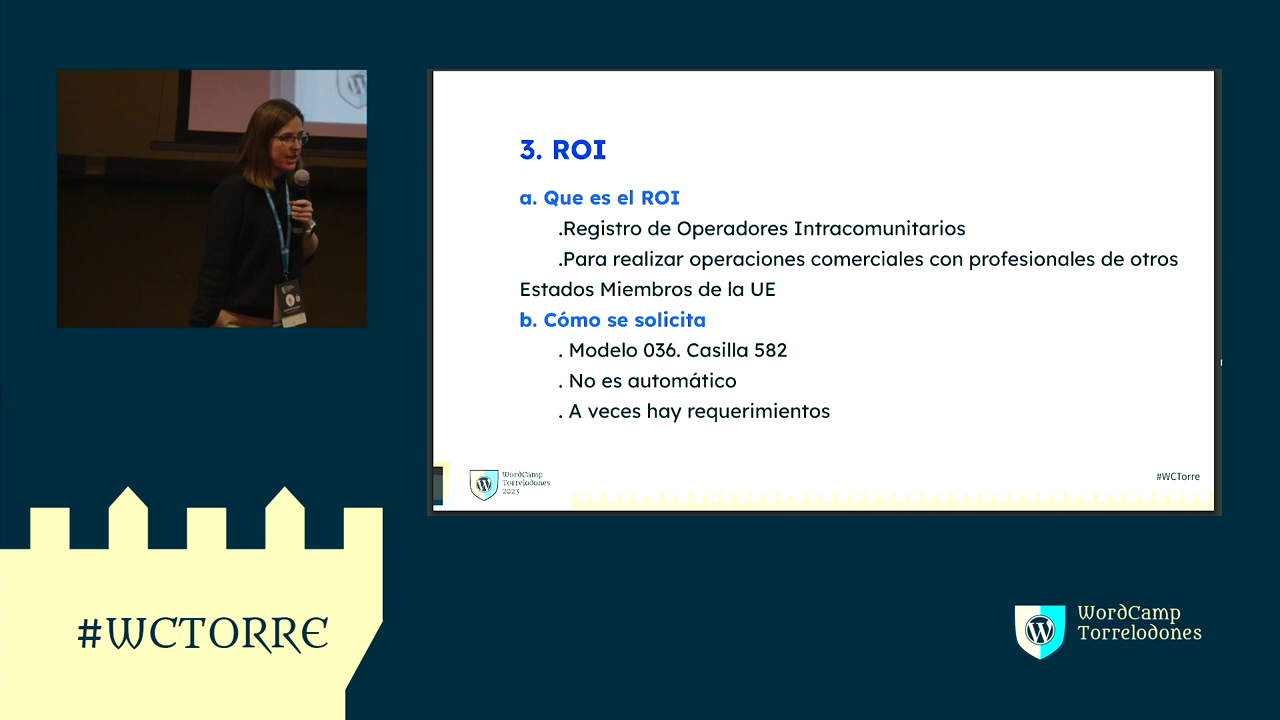 3. ROI
a. Que es el ROI
.Registro de Operadores Intracomunitarios
.Para realizar operaciones comerciales con profesionales de otros
Estados Miembros de la UE
b. Cómo se solicita
. Modelo 036. Casilla 582
. No es automático
. A veces hay requerimientos
WordCamp
Torrelodones
2023
#WCTorre
#WCTORRE
WordCamp
Torrelodones